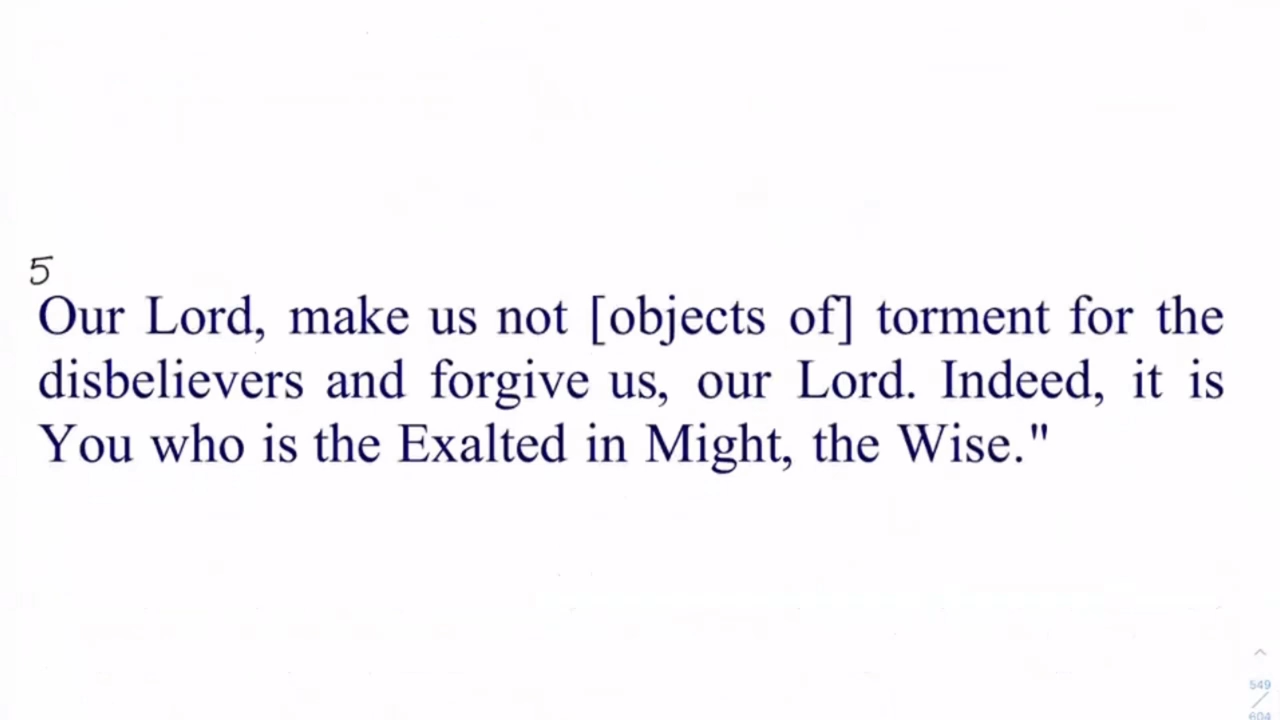 5
Our Lord, make us not [objects of] torment for the
disbelievers and forgive us, our Lord. Indeed, it is
You who is the Exalted in Might, the Wise."
549
604